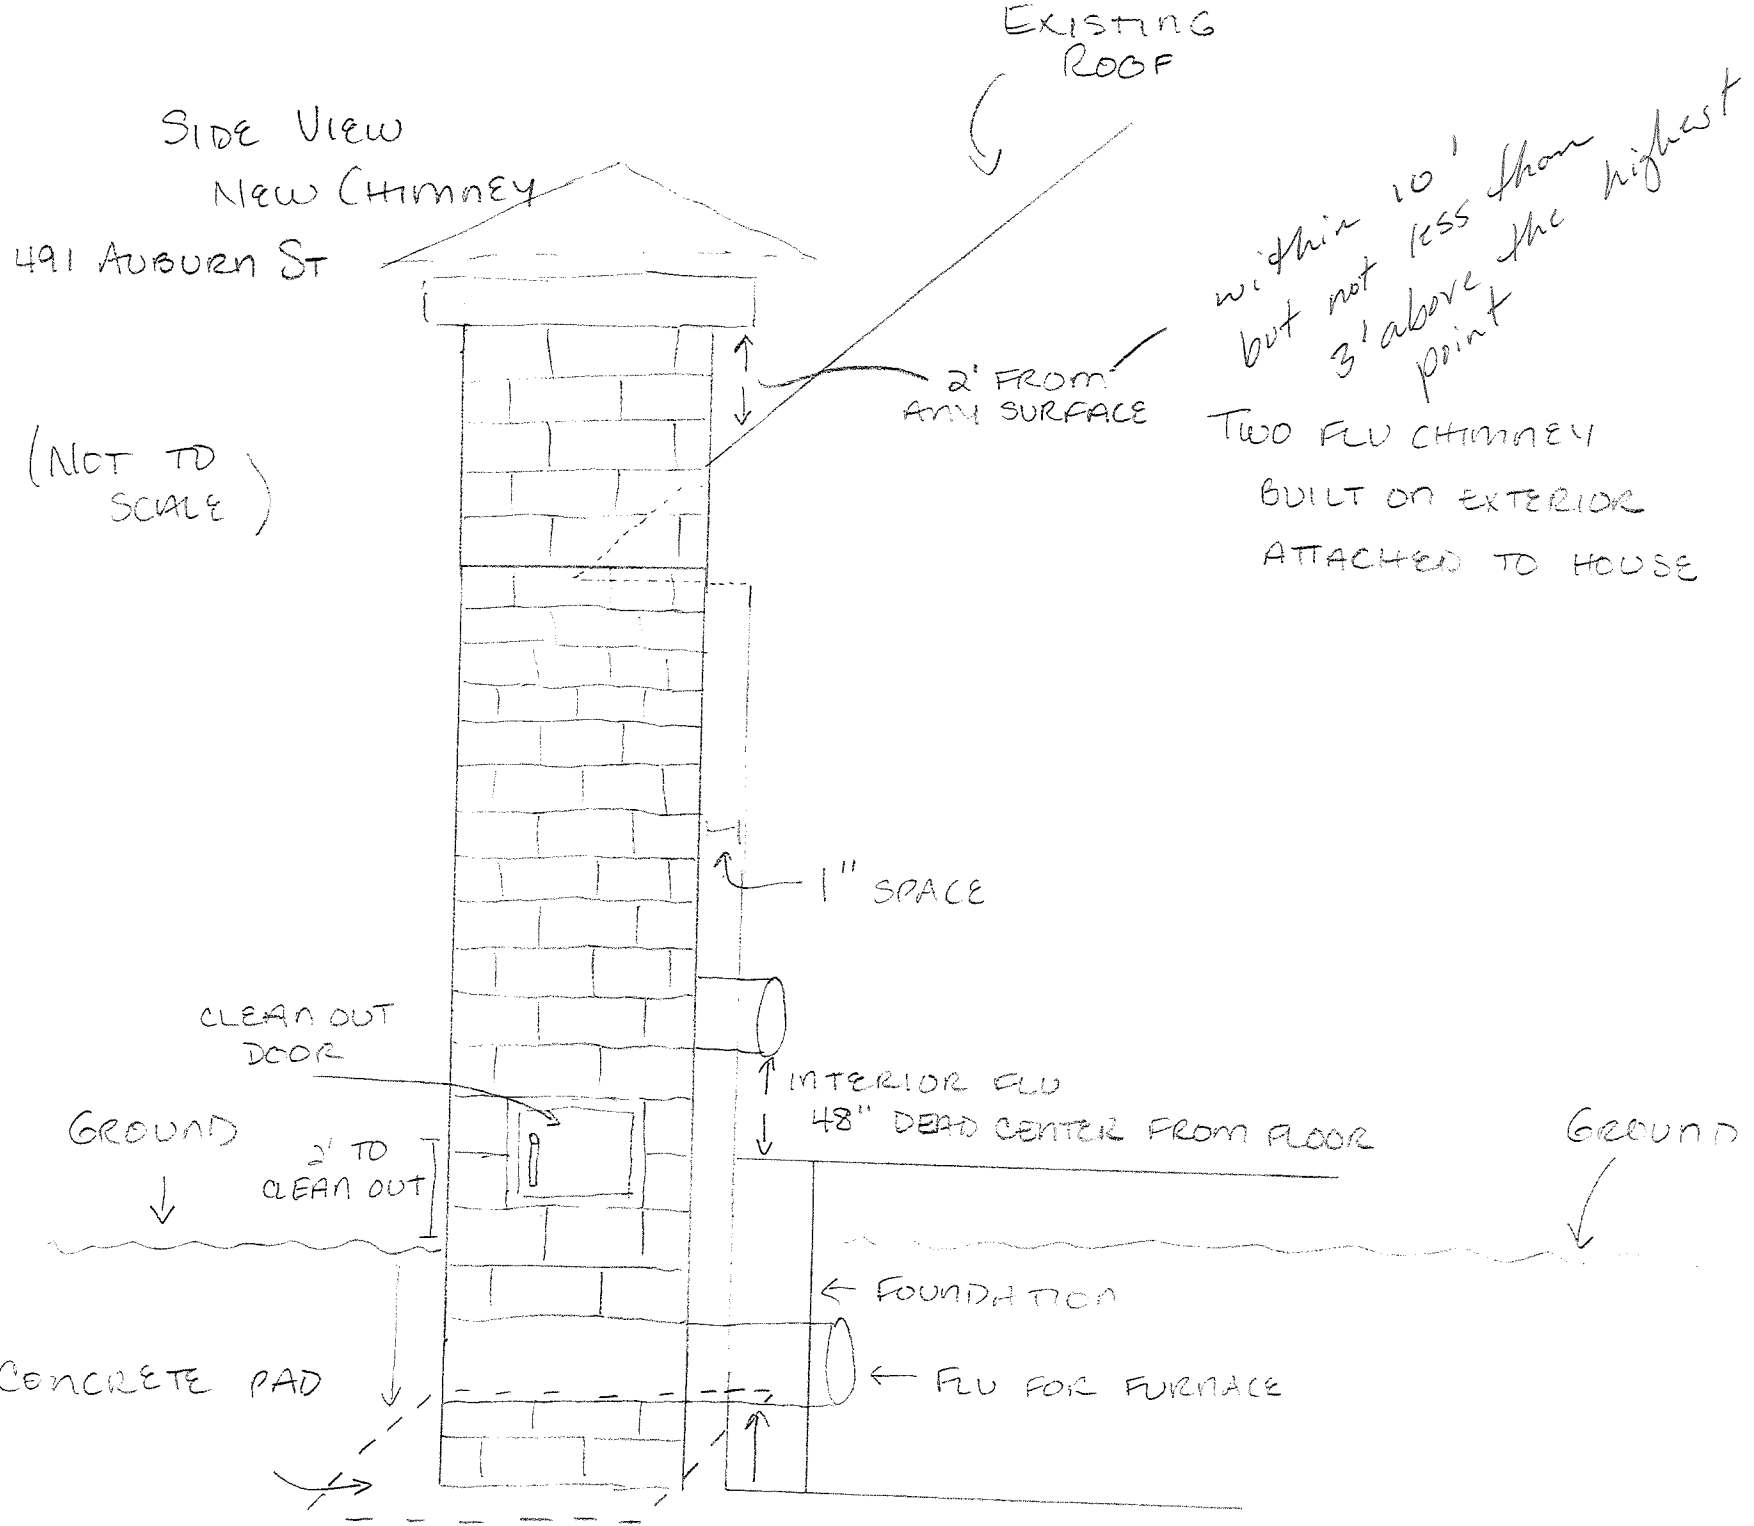 EXISTING
ROOF
SIDE VIEW
NEW CHIMNEY
491 AUBURN ST
within 10'
but not less than
3' above the highest
point
2' FROM
ANY SURFACE
(NOT TO
SCALE)
TWO FLU CHIMNEY
BUILT ON EXTERIOR
ATTACHED TO HOUSE
1" SPACE
CLEAN OUT
DOOR
INTERIOR FLU
48" DEAD CENTER FROM FLOOR
GROUND
GROUND
2' TO
CLEAN OUT
FOUNDATION
CONCRETE PAD
FLU FOR FURNACE